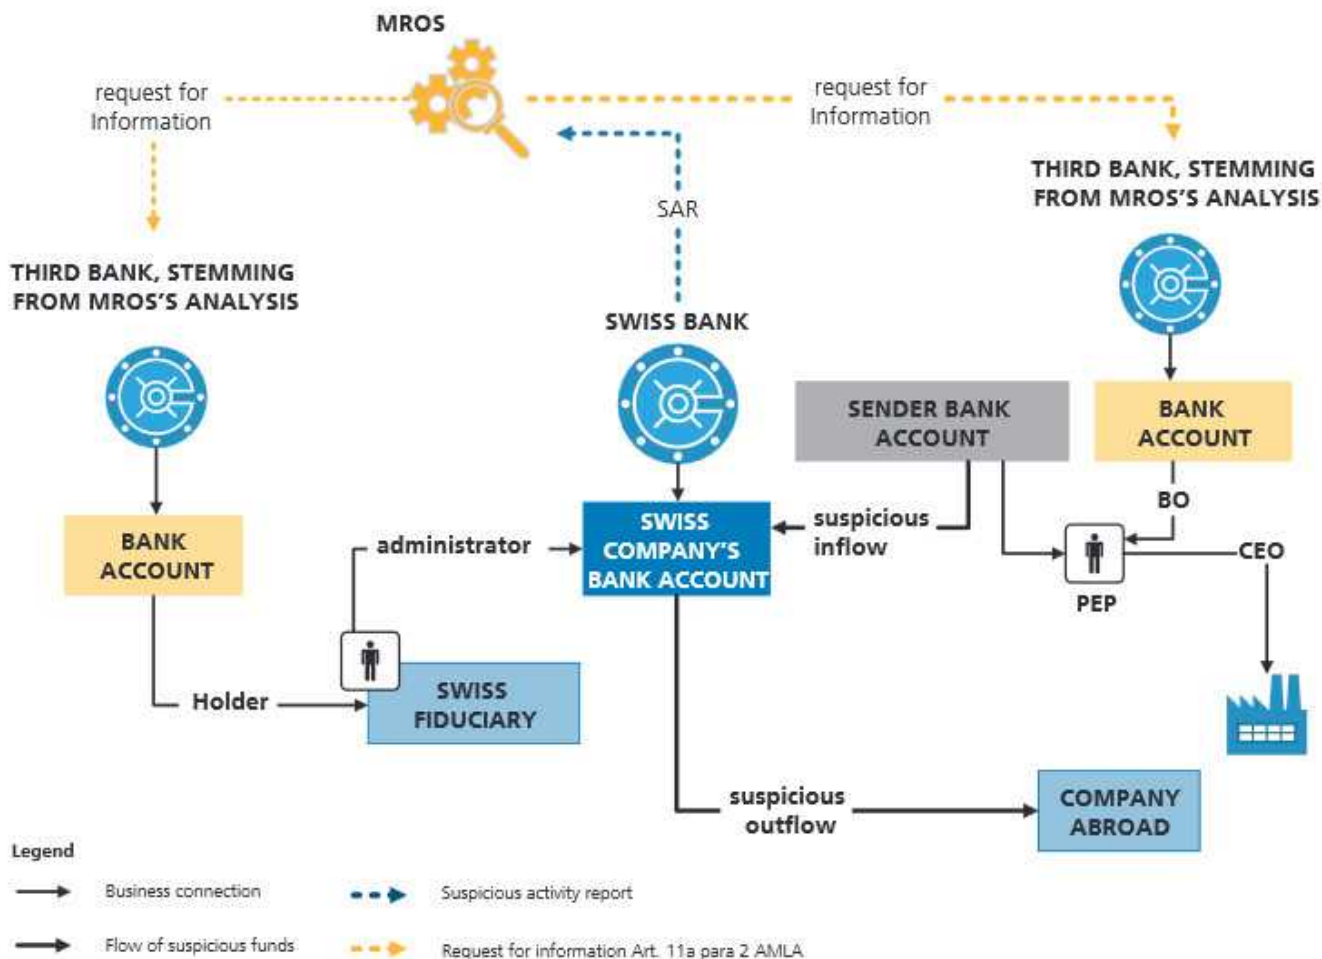 MROS
request for
Information
request for
Information
THIRD BANK, STEMMING
FROM MROS'S ANALYSIS
SAR
THIRD BANK, STEMMING
FROM MROS'S ANALYSIS
SWISS BANK
SENDER BANK
ACCOUNT
BANK
ACCOUNT
BO
SWISS
COMPANY'S
BANK ACCOUNT
suspicious
inflow
BANK
ACCOUNT
administrator
CEO
PEP
Holder
SWISS
FIDUCIARY
suspicious
outflow
COMPANY
ABROAD
Legend
Business connection
Suspicious activity report
Flow of suspicious funds
Request for information Art. 11a para 2 AMLA